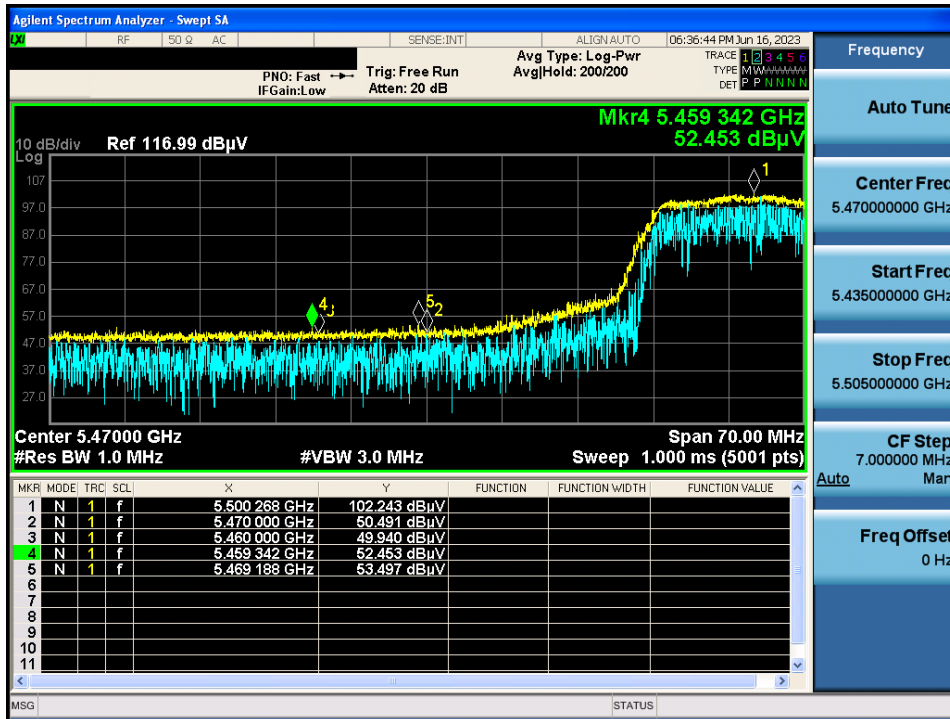 Agilent Spectrum Analyzer - Swept SA
LXI RF 50 Ω AC SENSE:INT ALIGN AUTO 06:36:44 PM Jun 16, 2023
Frequency
PNO: Fast Trig: Free Run Avg Type: Log-Pwr TRACE 1 2 3 4 5 6
IFGain:Low Atten: 20 dB Avg|Hold: 200/200 TYPE M W
DET P P N N N N
Auto Tune
Mkr4 5.459 342 GHz
52.453 dBµV
10 dB/div Ref 116.99 dBµV
Log
107
97.0
87.0
77.0
67.0
57.0
47.0
37.0
27.0
1
4 3 5 2
Center 5.47000 GHz Span 70.00 MHz
#Res BW 1.0 MHz #VBW 3.0 MHz Sweep 1.000 ms (5001 pts)
Center Freq
5.470000000 GHz
Start Freq
5.435000000 GHz
Stop Freq
5.505000000 GHz
CF Step
7.000000 MHz
Auto Man
Freq Offset
0 Hz
MKR MODE TRC SCL X Y FUNCTION FUNCTION WIDTH FUNCTION VALUE
1 N 1 f 5.500 268 GHz 102.243 dBµV
2 N 1 f 5.470 000 GHz 50.491 dBµV
3 N 1 f 5.460 000 GHz 49.940 dBµV
4 N 1 f 5.459 342 GHz 52.453 dBµV
5 N 1 f 5.469 188 GHz 53.497 dBµV
6
7
8
9
10
11
MSG STATUS